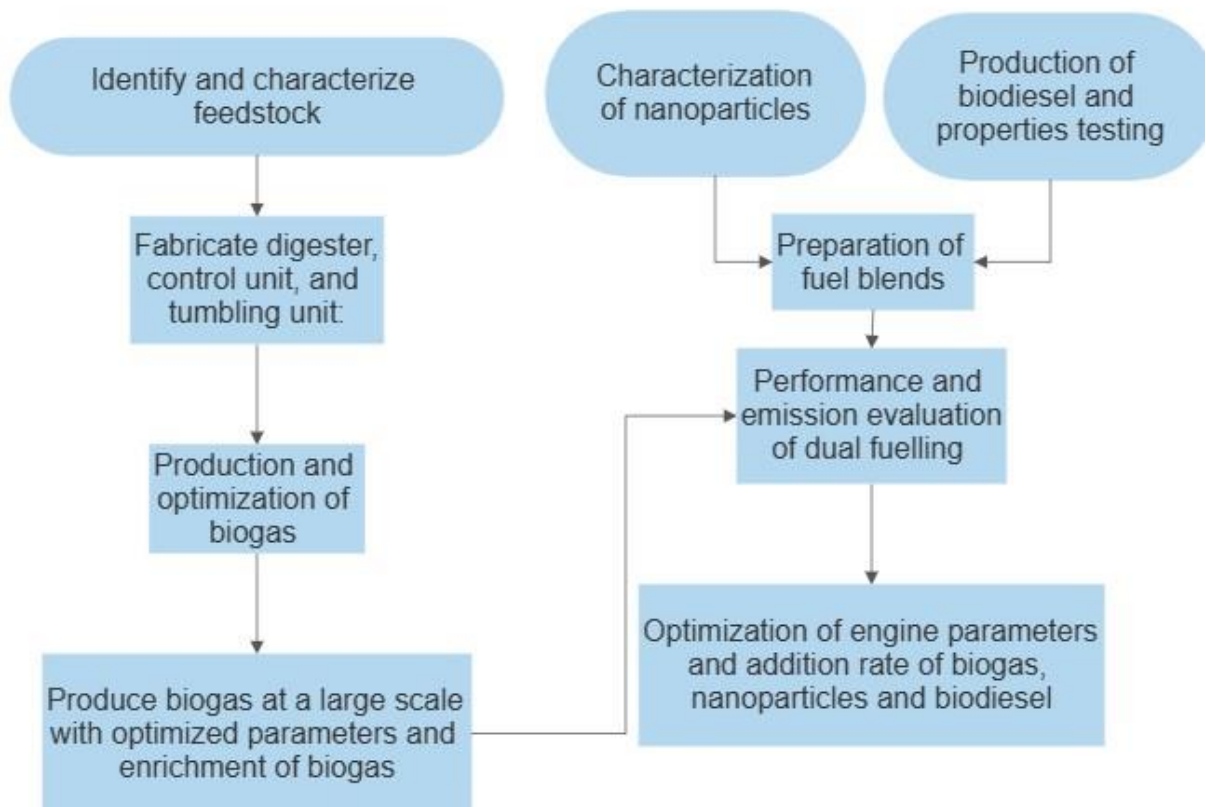 Identify and characterize
feedstock
Fabricate digester,
control unit, and
tumbling unit:
Production and
optimization of
biogas
Produce biogas at a large scale
with optimized parameters and
enrichment of biogas
Characterization
of nanoparticles
Production of
biodiesel and
properties testing
Preparation of
fuel blends
Performance and
emission evaluation
of dual fuelling
Optimization of engine parameters
and addition rate of biogas,
nanoparticles and biodiesel